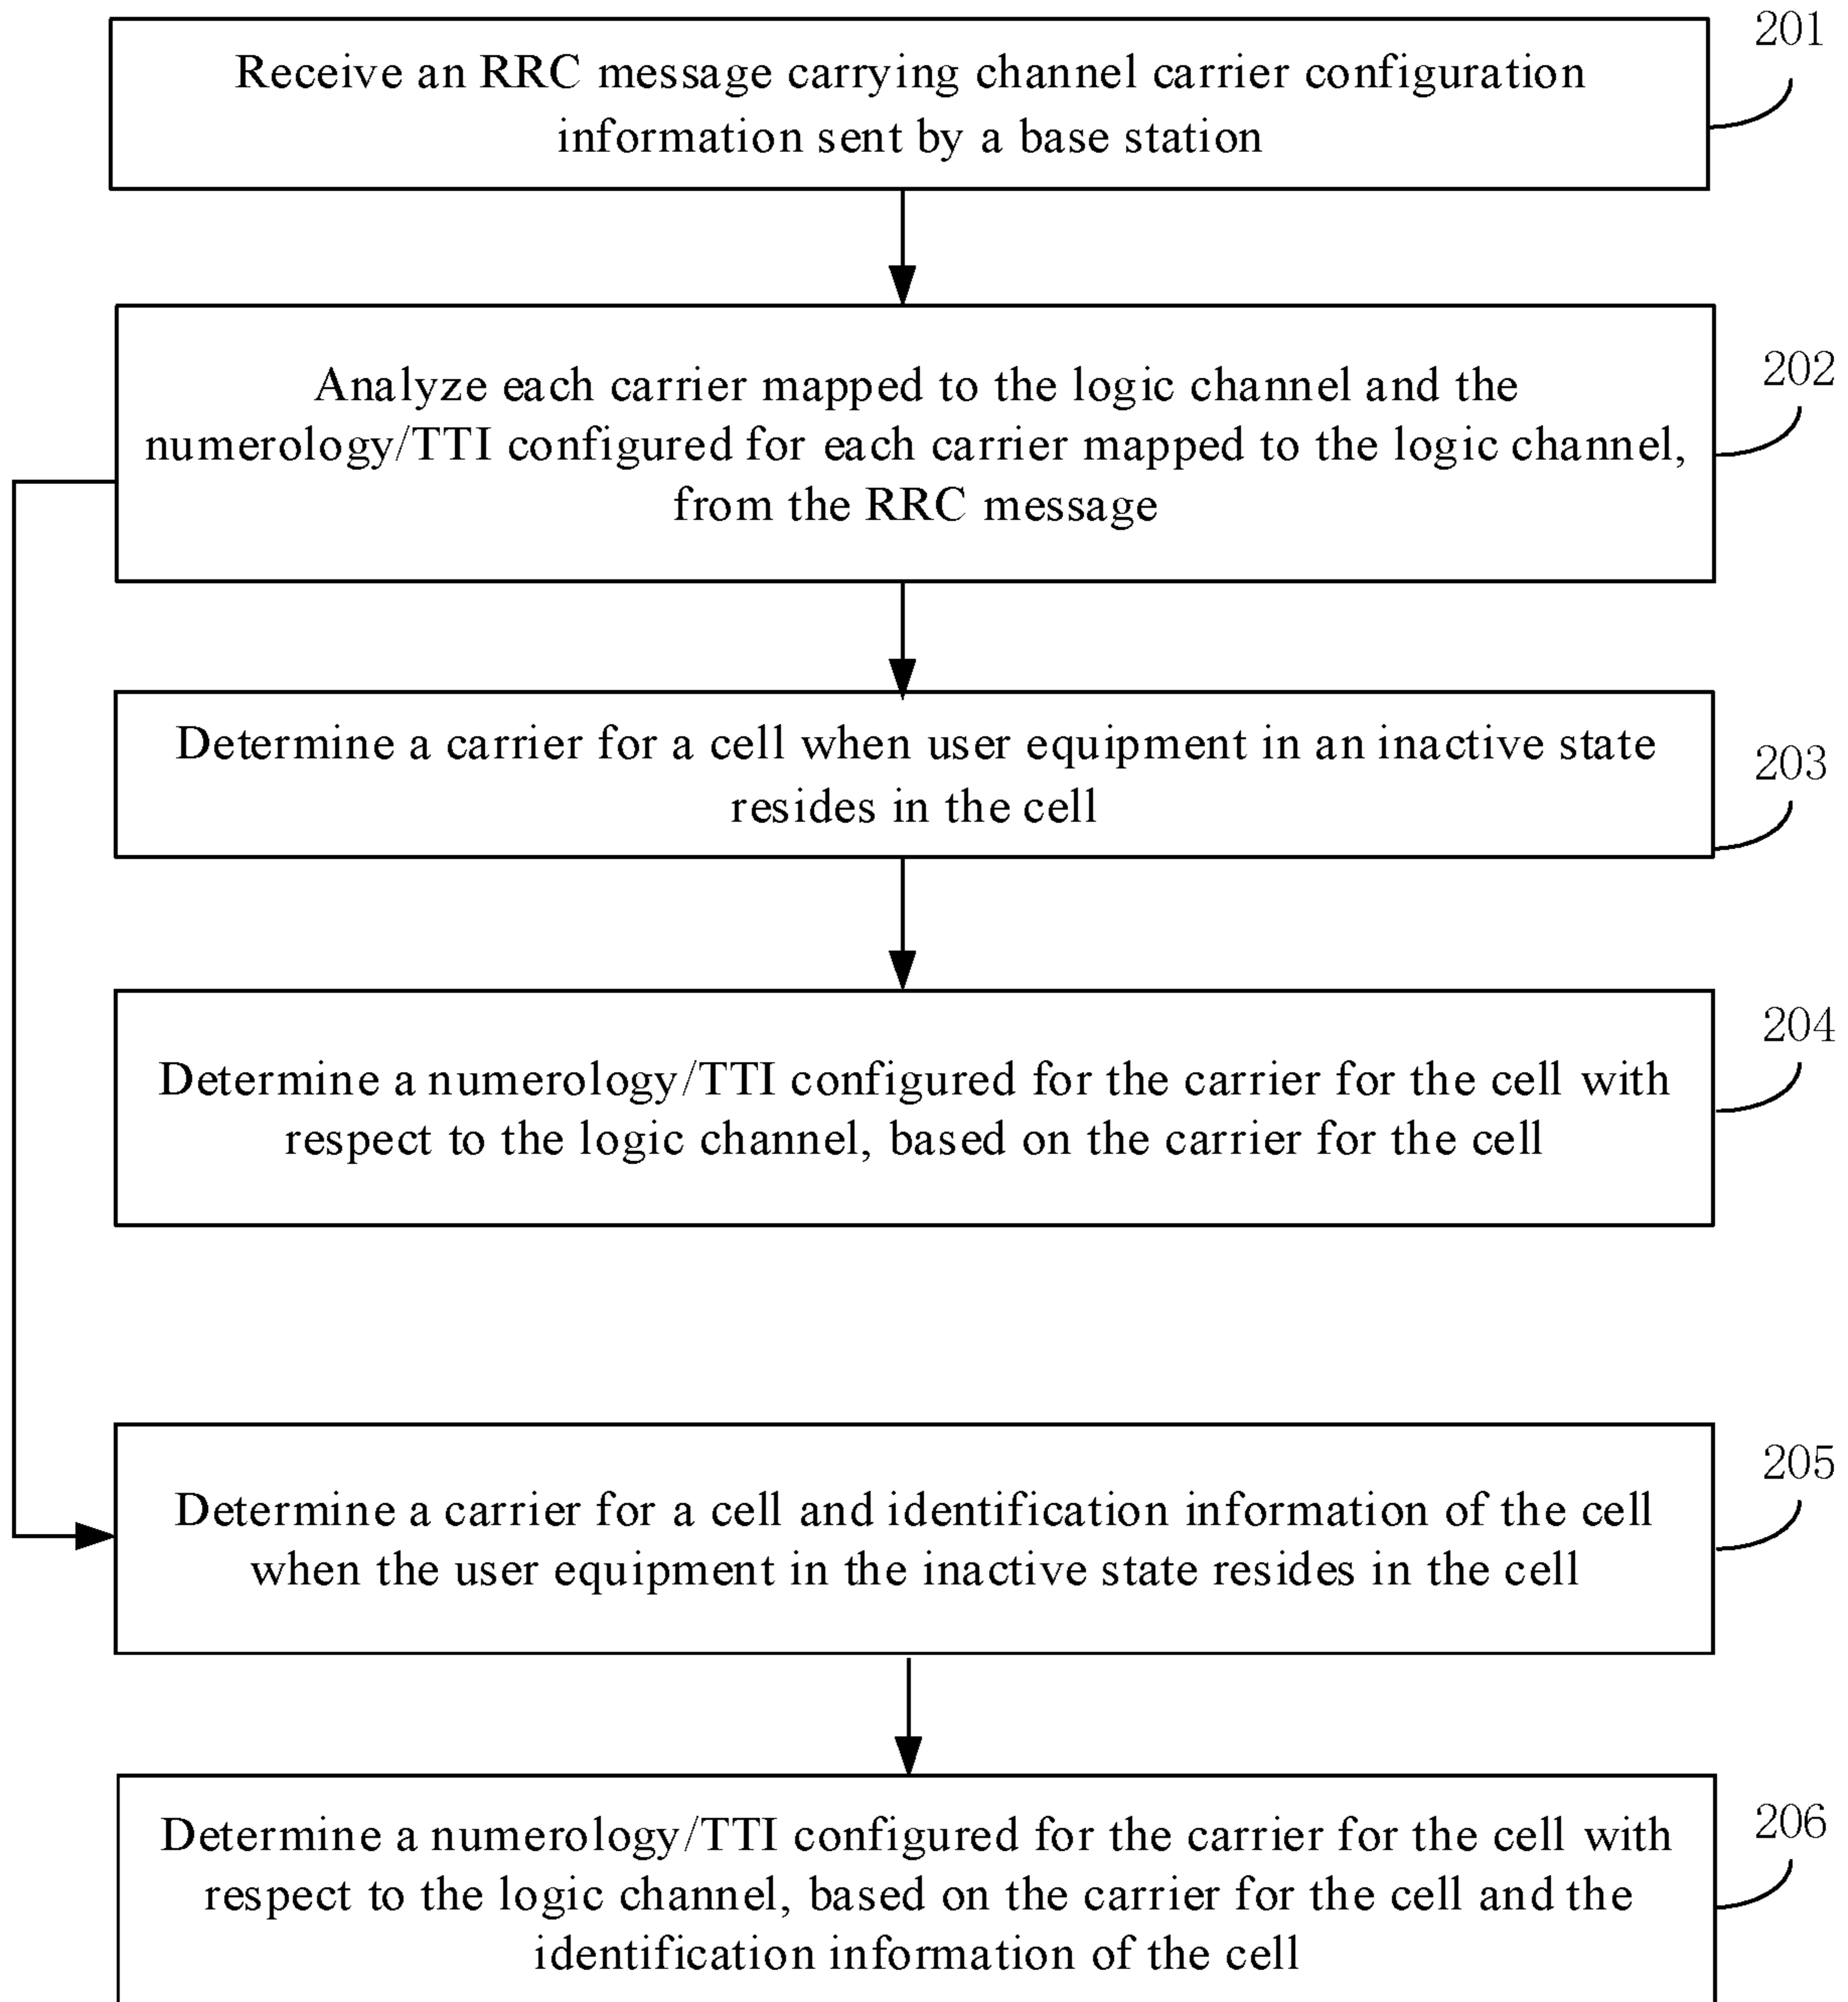 201
Receive an RRC message carrying channel carrier configuration
information sent by a base station
202
Analyze each carrier mapped to the logic channel and the
numerology/TTI configured for each carrier mapped to the logic channel,
from the RRC message
203
Determine a carrier for a cell when user equipment in an inactive state
resides in the cell
204
Determine a numerology/TTI configured for the carrier for the cell with
respect to the logic channel, based on the carrier for the cell
205
Determine a carrier for a cell and identification information of the cell
when the user equipment in the inactive state resides in the cell
206
Determine a numerology/TTI configured for the carrier for the cell with
respect to the logic channel, based on the carrier for the cell and the
identification information of the cell